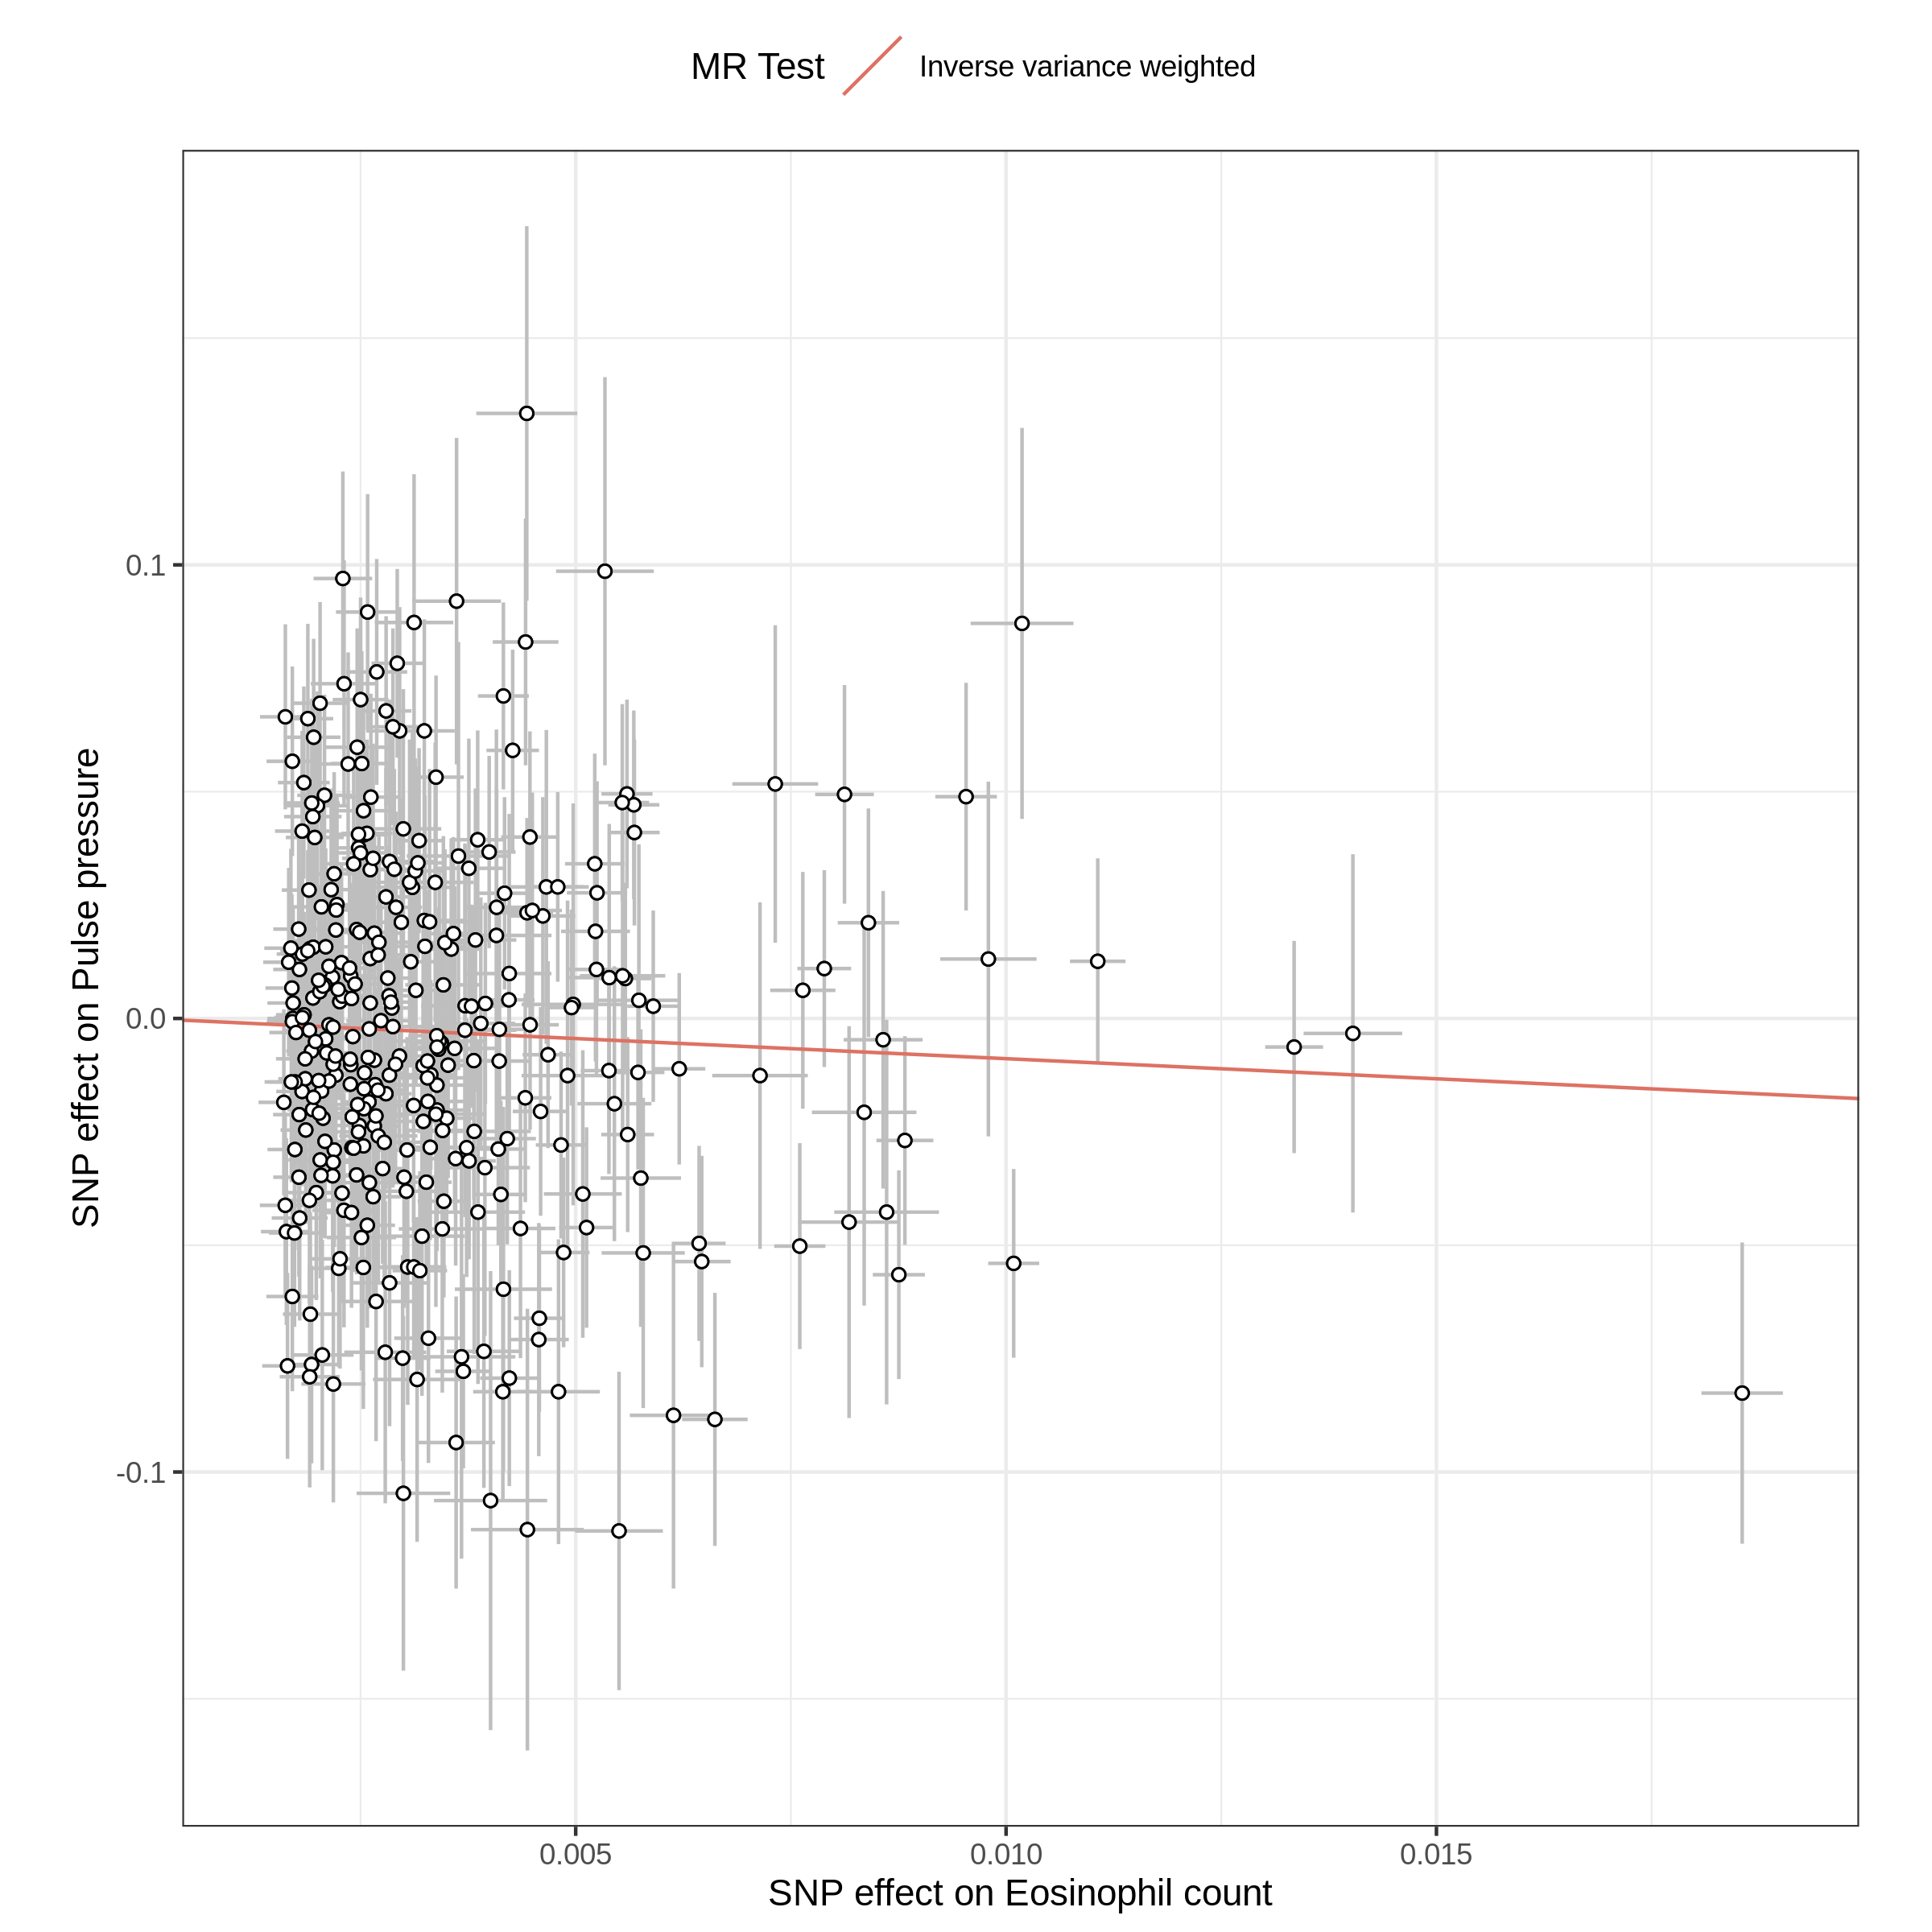 MR Test Inverse variance weighted
SNP effect on Pulse pressure
0.1
0.0
-0.1
0.005 0.010 0.015
SNP effect on Eosinophil count